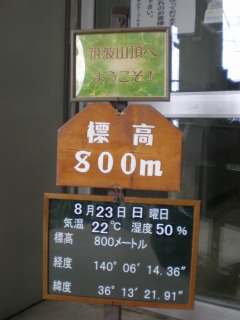 筑波山頂へ
ようこそ!
標高
800m
8月23日 日 曜日
気温 22℃ 湿度 50%
標高 800メートル
経度 140° 06′ 14.36″
緯度 36° 13′ 21.91″